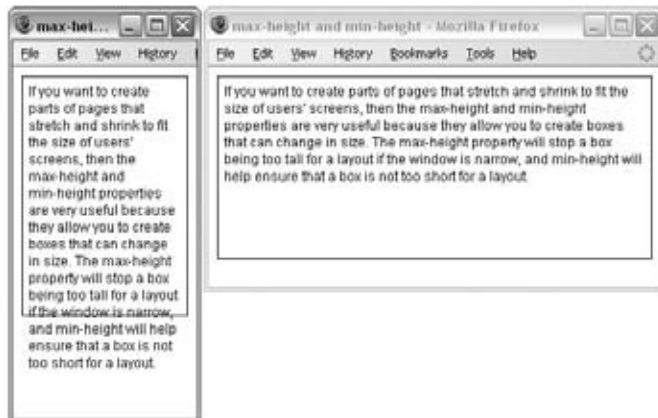 max-hei...
File Edit View History
If you want to create
parts of pages that
stretch and shrink to fit
the size of users'
screens, then the
max-height and
min-height properties
are very useful because
they allow you to create
boxes that can change
in size. The max-height
property will stop a box
being too tall for a layout
if the window is narrow,
and min-height will help
ensure that a box is not
too short for a layout.
max-height and min-height - Mozilla Firefox
File Edit View History Bookmarks Tools Help
If you want to create parts of pages that stretch and shrink to fit the
size of users' screens, then the max-height and min-height
properties are very useful because they allow you to create boxes
that can change in size. The max-height property will stop a box
being too tall for a layout if the window is narrow, and min-height will
help ensure that a box is not too short for a layout.